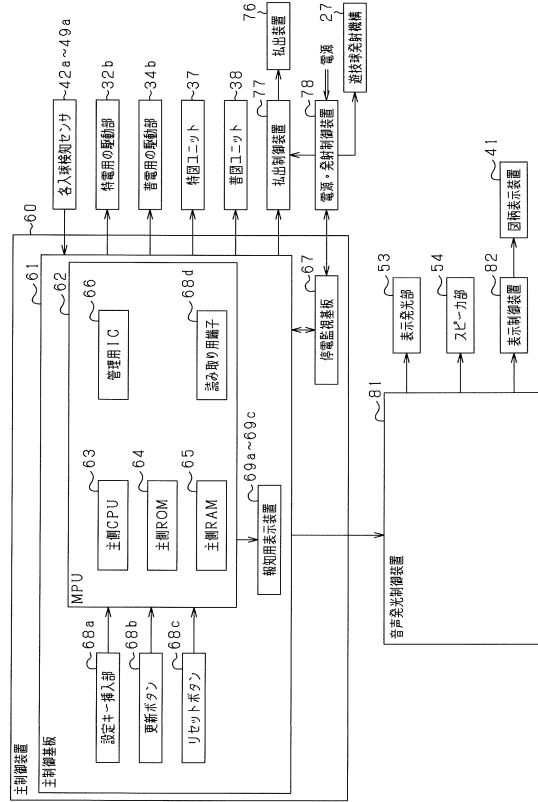 主制御装置
60
主制御基板
61
MPU
62
主側CPU
63
主側ROM
64
主側RAM
65
管理用IC
66
読み取り用端子
68d
設定キー挿入部
68a
更新ボタン
68b
リセットボタン
68c
報知用表示装置
69a～69c
停電監視基板
67
各入球検知センサ
42a～49a
特電用の駆動部
32b
普電用の駆動部
34b
特図ユニット
37
普図ユニット
38
払出制御装置
77
払出装置
76
電源・発射制御装置
78
電源
遊技球発射機構
27
音声発光制御装置
81
表示発光部
53
スピーカ部
54
表示制御装置
82
図柄表示装置
41